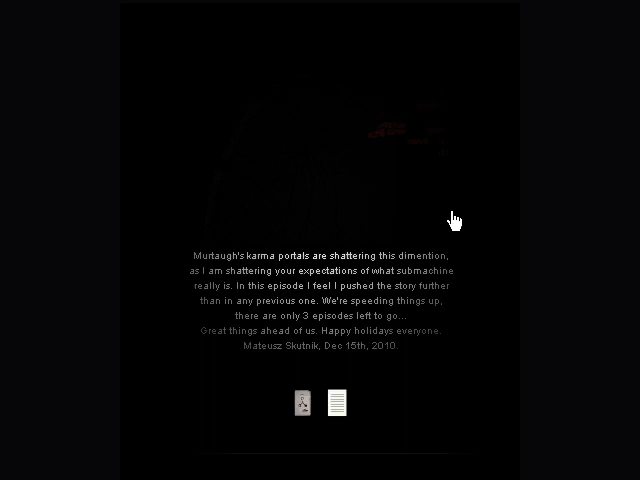 Murtaugh's karma portals are shattering this dimention,
as I am shattering your expectations of what submachine
really is. In this episode I feel I pushed the story further
than in any previous one. We're speeding things up,
there are only 3 episodes left to go...
Great things ahead of us. Happy holidays everyone.
Mateusz Skutnik, Dec 15th, 2010.